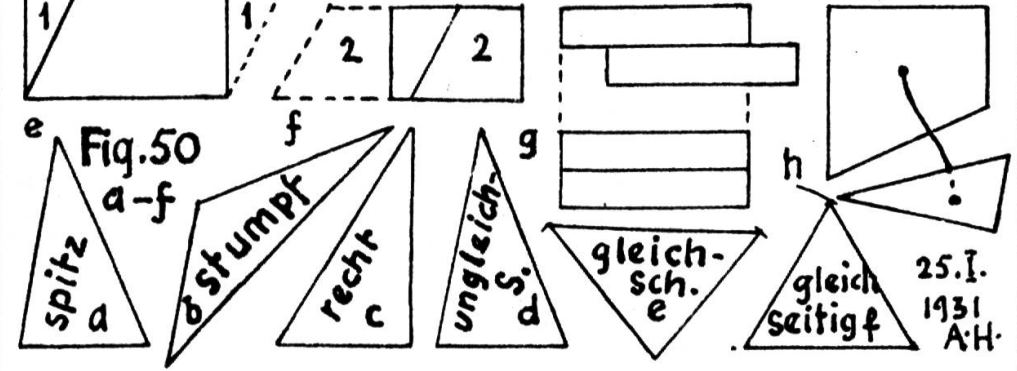 1
1
2
2
e
f
g
h
Fig. 50
a-f
spitz
a
stumpf
b
recht
c
ungleich-
s.
d
gleich-
sch.
e
gleich
seitig f
25.I.
1931
A.H.